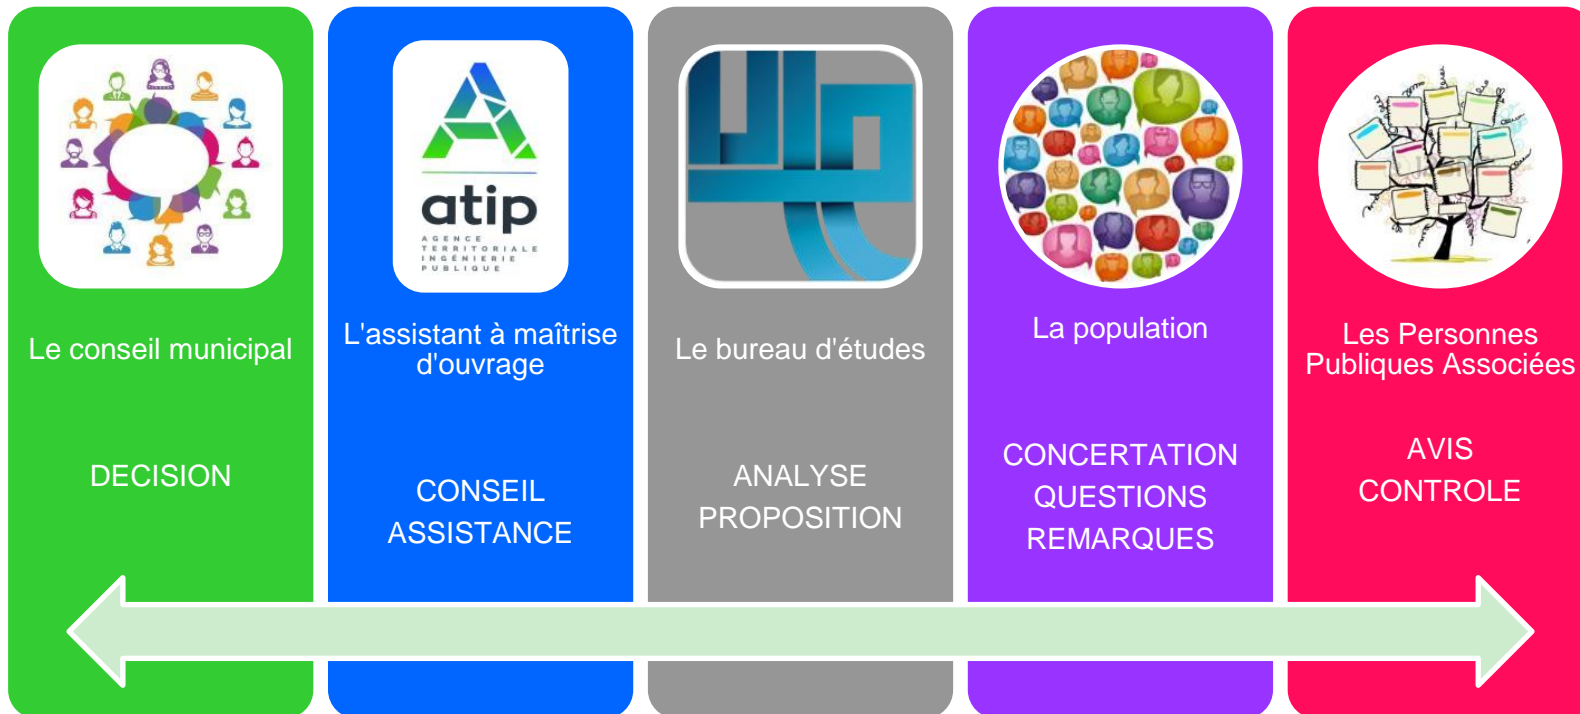 atip
AGENCE
TERRITORIALE
INGÉNIERIE
PUBLIQUE
Le conseil municipal
DECISION
L'assistant à maîtrise
d'ouvrage
CONSEIL
ASSISTANCE
Le bureau d'études
ANALYSE
PROPOSITION
La population
CONCERTATION
QUESTIONS
REMARQUES
Les Personnes
Publiques Associées
AVIS
CONTROLE